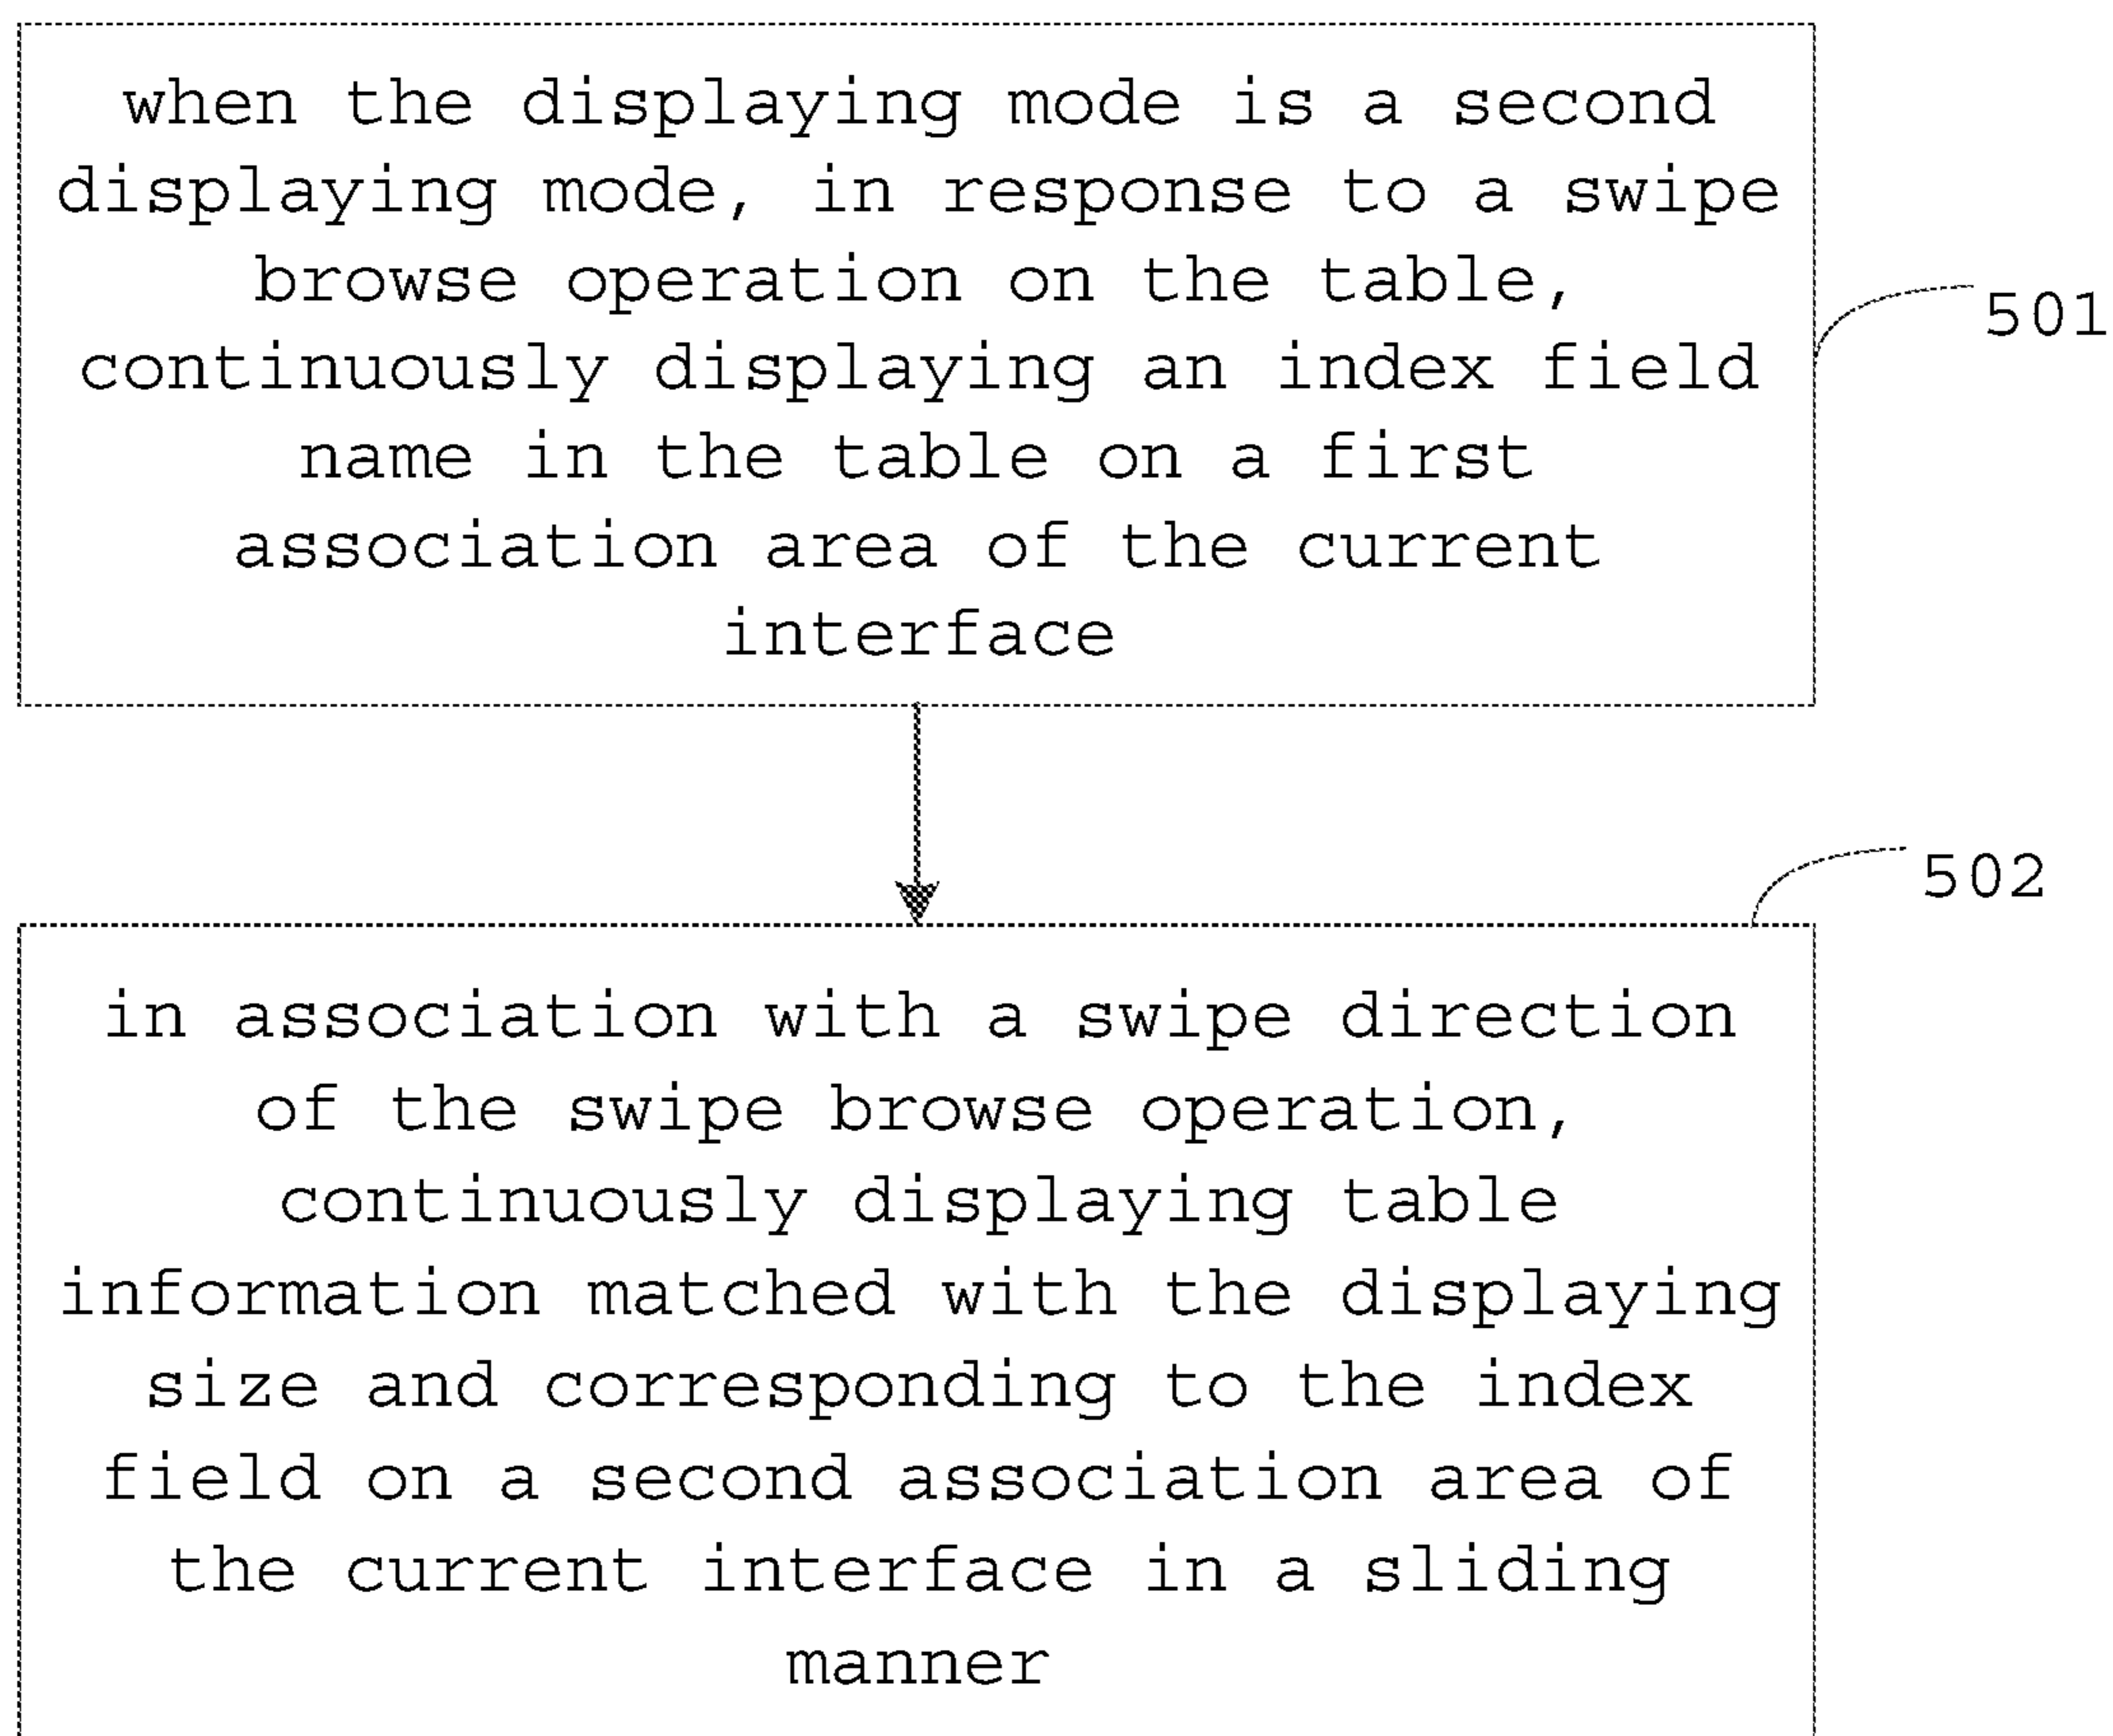 when the displaying mode is a second
displaying mode, in response to a swipe
browse operation on the table,
continuously displaying an index field
name in the table on a first
association area of the current
interface
501
502
in association with a swipe direction
of the swipe browse operation,
continuously displaying table
information matched with the displaying
size and corresponding to the index
field on a second association area of
the current interface in a sliding
manner